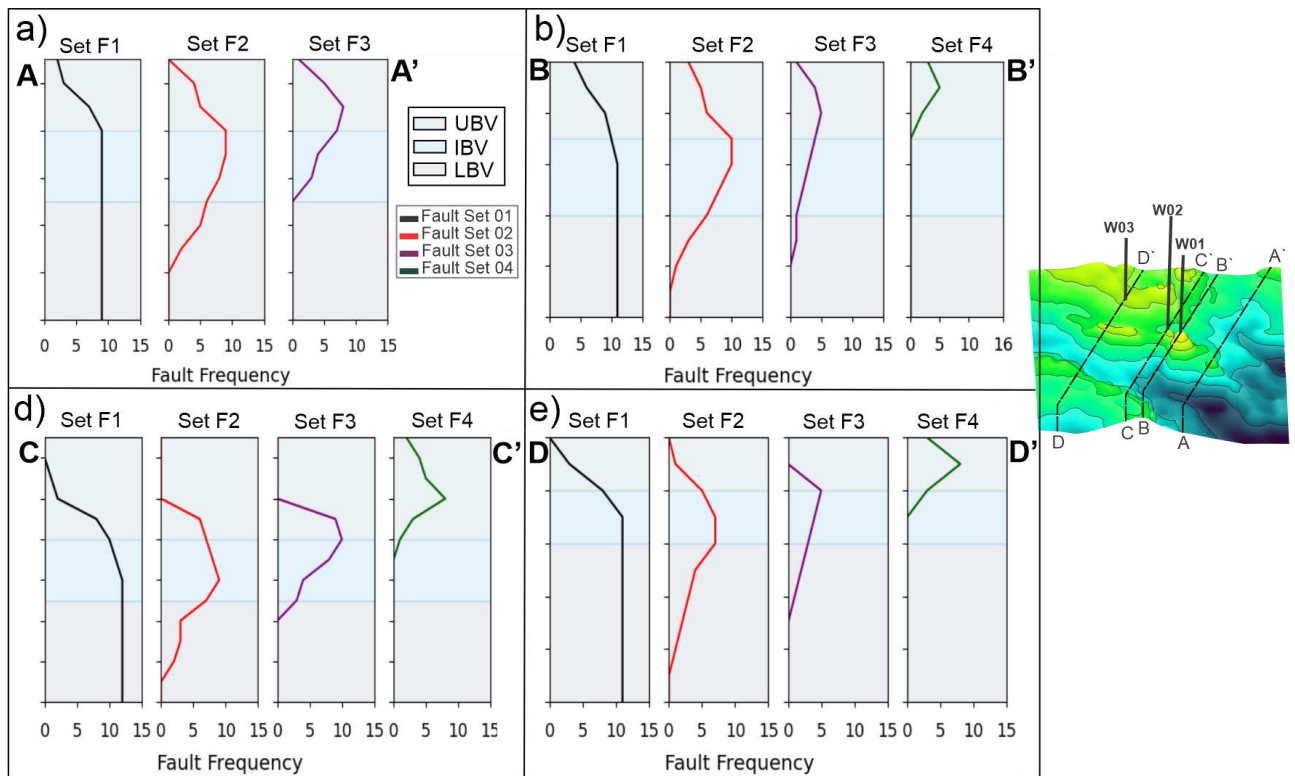 a)
Set F1
Set F2
Set F3
A
A'
UBV
IBV
LBV
Fault Set 01
Fault Set 02
Fault Set 03
Fault Set 04
0 5 10 15 0 5 10 15 0 5 10 15
Fault Frequency
b)
Set F1
Set F2
Set F3
Set F4
B
B'
0 5 10 15 0 5 10 15 0 5 10 15 0 5 10 16
Fault Frequency
d)
Set F1
Set F2
Set F3
Set F4
C
C'
0 5 10 15 0 5 10 15 0 5 10 15 0 5 10 15
Fault Frequency
e)
Set F1
Set F2
Set F3
Set F4
D
D'
0 5 10 15 0 5 10 15 0 5 10 15 0 5 10 15
Fault Frequency
W02
W03
W01
D`
C`
B`
A`
D
C
B
A